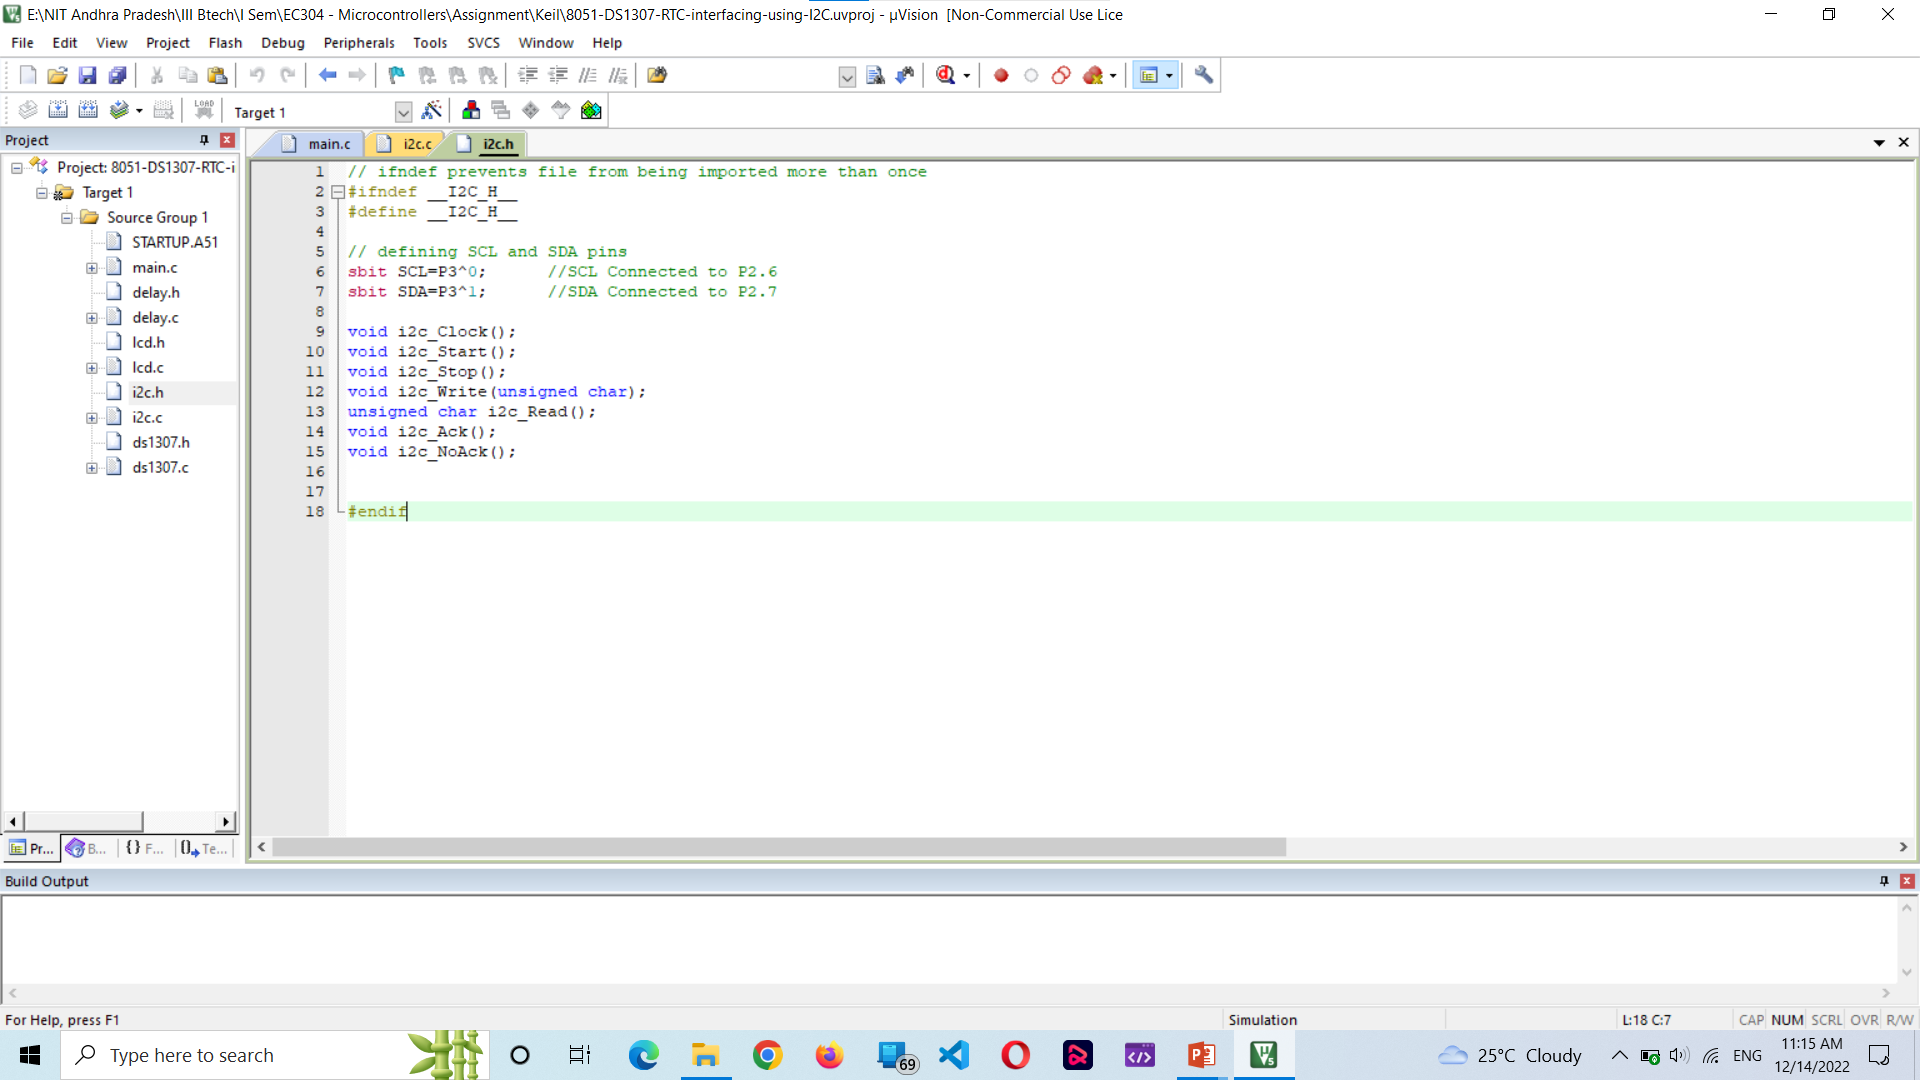 E:\NIT Andhra Pradesh\III Btech\I Sem\EC304 - Microcontrollers\Assignment\Keil\8051-DS1307-RTC-interfacing-using-I2C.uvproj - µVision  [Non-Commercial Use Lice
File Edit View Project Flash Debug Peripherals Tools SVCS Window Help
LOAD Target 1
Project
main.c i2c.c i2c.h
Project: 8051-DS1307-RTC-i
Target 1
Source Group 1
STARTUP.A51
main.c
delay.h
delay.c
lcd.h
lcd.c
i2c.h
i2c.c
ds1307.h
ds1307.c
Pr... B... {} F... Te...
1 // ifndef prevents file from being imported more than once
2 #ifndef __I2C_H__
3 #define __I2C_H__
4
5 // defining SCL and SDA pins
6 sbit SCL=P3^0;      //SCL Connected to P2.6
7 sbit SDA=P3^1;      //SDA Connected to P2.7
8
9 void i2c_Clock();
10 void i2c_Start();
11 void i2c_Stop();
12 void i2c_Write(unsigned char);
13 unsigned char i2c_Read();
14 void i2c_Ack();
15 void i2c_NoAck();
16
17
18 #endif
Build Output
For Help, press F1 Simulation L:18 C:7 CAP NUM SCRL OVR R/W
Type here to search 69 25°C Cloudy ENG 11:15 AM
12/14/2022